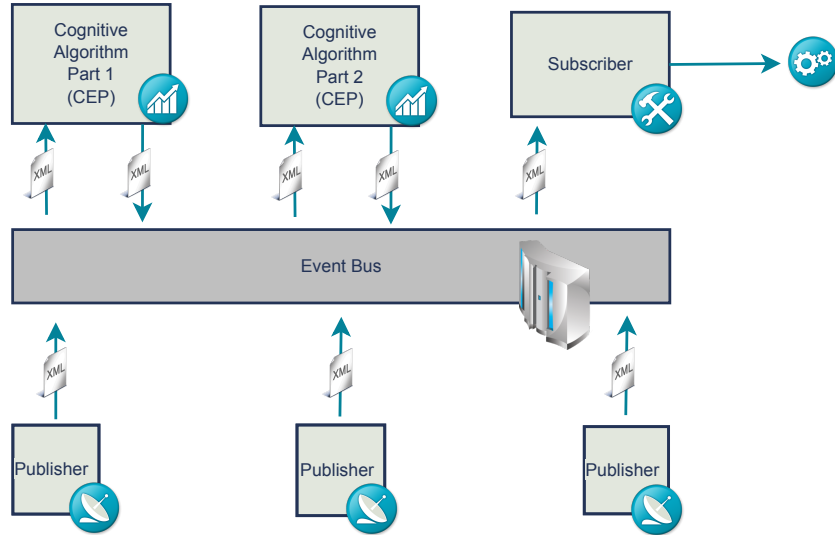 Cognitive
Algorithm
Part 1
(CEP)
Cognitive
Algorithm
Part 2
(CEP)
Subscriber
XML
XML
XML
XML
XML
Event Bus
XML
XML
XML
Publisher
Publisher
Publisher